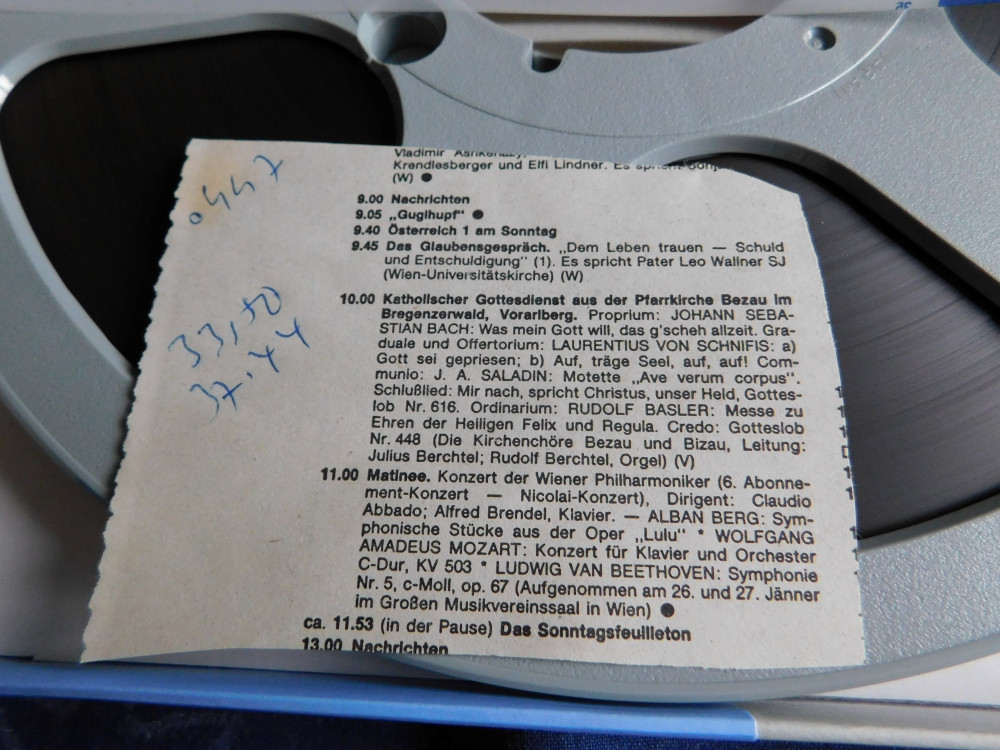 Vladimir Ashkenazy,
Krendlesberger und Elfi Lindner. Es
(W) ●
9.00 Nachrichten
9.05 „Guglhupf" ●
9.40 Österreich 1 am Sonntag
9.45 Das Glaubensgespräch. „Dem Leben trauen — Schuld
und Entschuldigung" (1). Es spricht Pater Leo Wallner SJ
(Wien-Universitätskirche) (W)
10.00 Katholischer Gottesdienst aus der Pfarrkirche Bezau im
Bregenzerwald, Vorarlberg. Proprium: JOHANN SEBA-
STIAN BACH: Was mein Gott will, das g'scheh allzeit. Gra-
duale und Offertorium: LAURENTIUS VON SCHNIFIS: a)
Gott sei gepriesen; b) Auf, träge Seel, auf, auf! Com-
munio: J. A. SALADIN: Motette „Ave verum corpus".
Schlußlied: Mir nach, spricht Christus, unser Held, Gottes-
lob Nr. 616. Ordinarium: RUDOLF BASLER: Messe zu
Ehren der Heiligen Felix und Regula. Credo: Gotteslob
Nr. 448 (Die Kirchenchöre Bezau und Bizau, Leitung:
Julius Berchtel; Rudolf Berchtel, Orgel) (V)
11.00 Matinee. Konzert der Wiener Philharmoniker (6. Abonne-
ment-Konzert — Nicolai-Konzert), Dirigent: Claudio
Abbado; Alfred Brendel, Klavier. — ALBAN BERG: Sym-
phonische Stücke aus der Oper „Lulu" * WOLFGANG
AMADEUS MOZART: Konzert für Klavier und Orchester
C-Dur, KV 503 * LUDWIG VAN BEETHOVEN: Symphonie
Nr. 5, c-Moll, op. 67 (Aufgenommen am 26. und 27. Jänner
im Großen Musikvereinssaal in Wien) ●
ca. 11.53 (in der Pause) Das Sonntagsfeuilleton
13.00 Nachrichten
0447
33,50
37.44